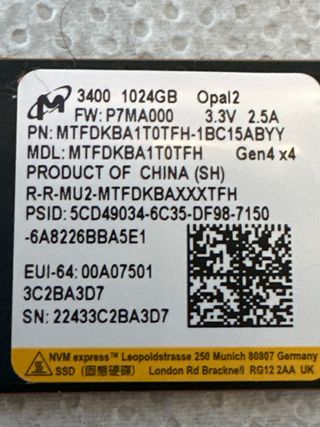 3400 1024GB Opal2
FW: P7MA000 3.3V 2.5A
PN: MTFDKBA1T0TFH-1BC15ABYY
MDL: MTFDKBA1T0TFH Gen4 x4
PRODUCT OF CHINA (SH)
R-R-MU2-MTFDKBAXXXTFH
PSID: 5CD49034-6C35-DF98-7150
-6A8226BBA5E1
EUI-64: 00A07501
3C2BA3D7
SN: 22433C2BA3D7
NVM express™ Leopoldstrasse 250 Munich 80807 Germany
SSD (固態硬碟) London Rd Bracknell RG12 2AA UK